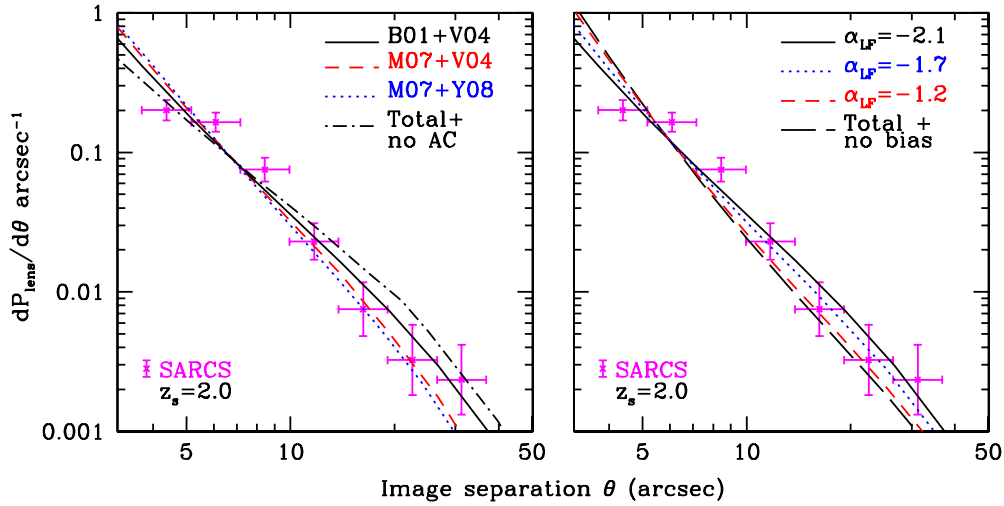 dP_lens/dθ arcsec⁻¹
1
0.1
0.01
0.001
B01+V04
M07+V04
M07+Y08
Total+
no AC
SARCS
z_s=2.0
5
10
50
α_LF=−2.1
α_LF=−1.7
α_LF=−1.2
Total +
no bias
SARCS
z_s=2.0
5
10
50
Image separation θ (arcsec)